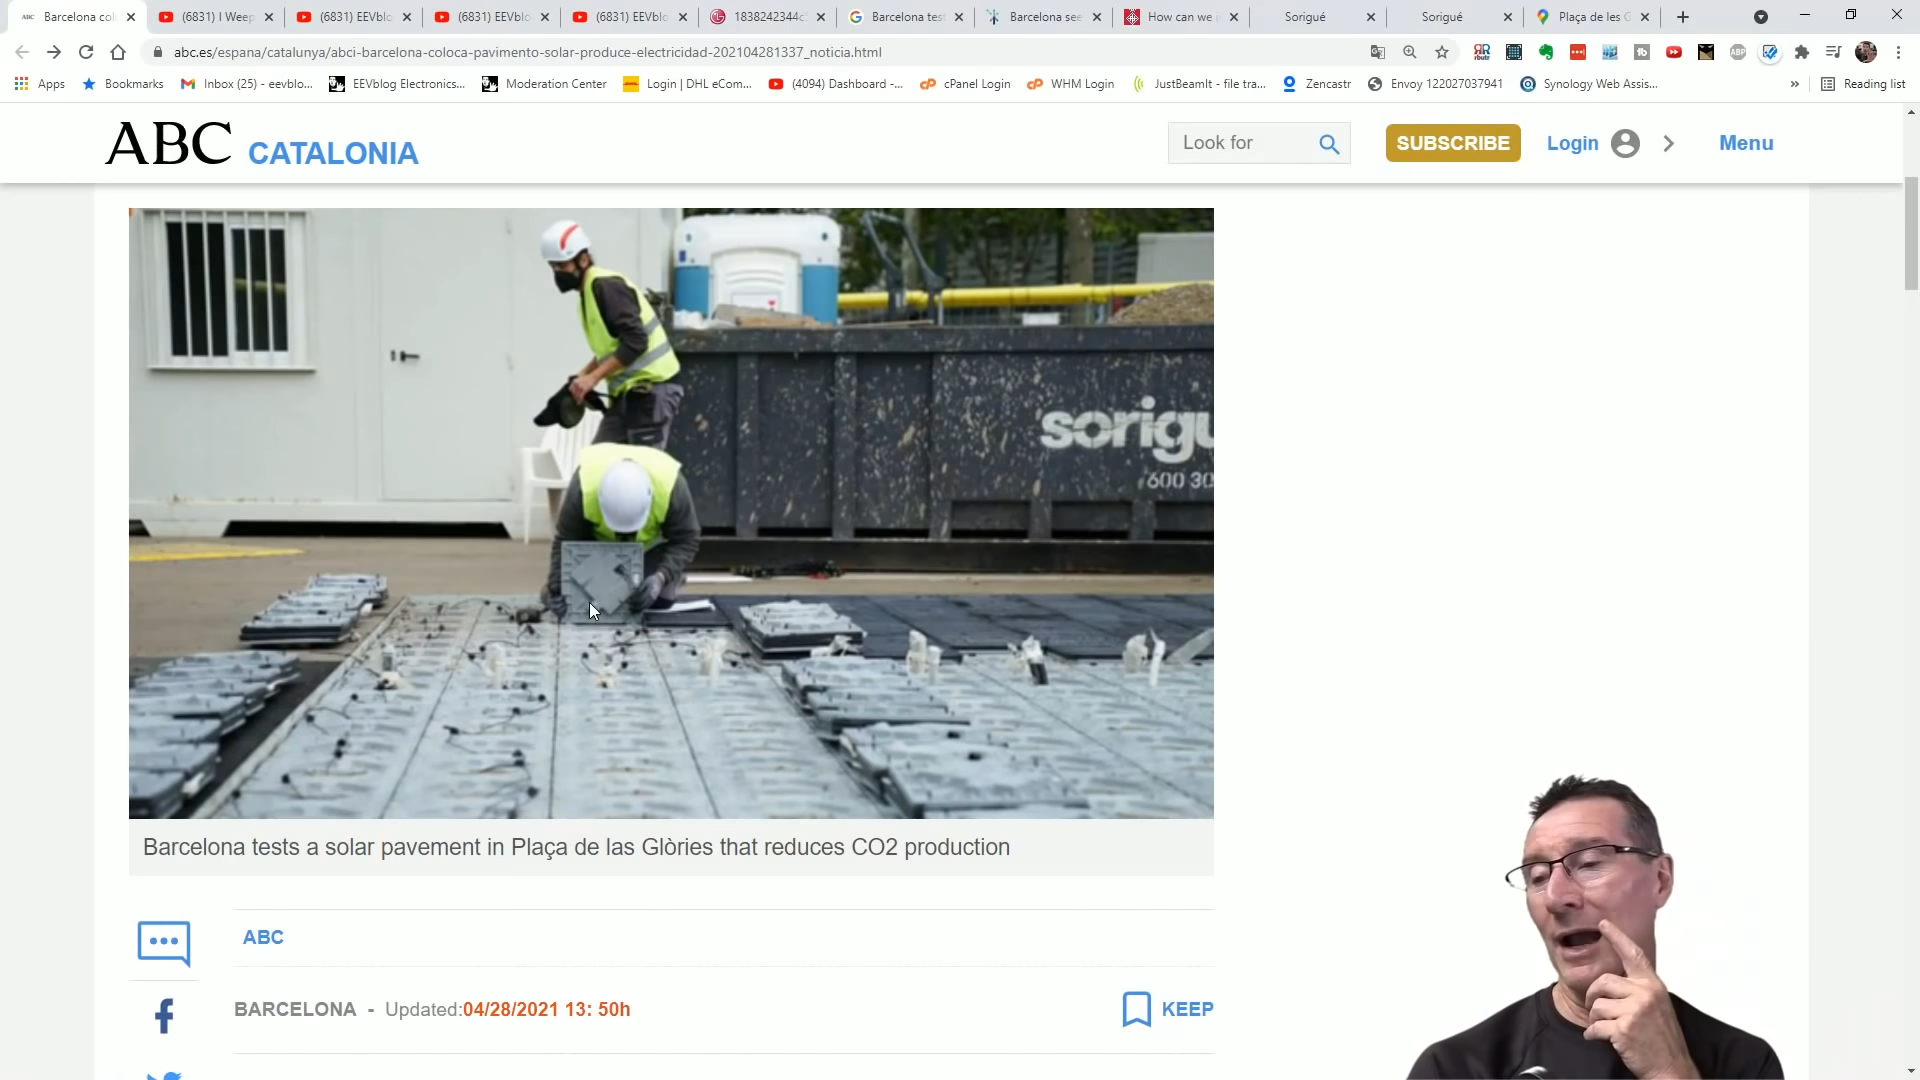 Barcelona col
(6831) I Weep
(6831) EEVblo
(6831) EEVblo
(6831) EEVblo
1838242344c
Barcelona tes
Barcelona see
How can we i
Sorigué
Sorigué
Plaça de les G
abc.es/espana/catalunya/abci-barcelona-coloca-pavimento-solar-produce-electricidad-202104281337_noticia.html
Apps
Bookmarks
Inbox (25) - eevblo...
EEVblog Electronics...
Moderation Center
Login | DHL eCom...
(4094) Dashboard -...
cPanel Login
WHM Login
JustBeamIt - file tra...
Zencastr
Envoy 122027037941
Synology Web Assis...
»
Reading list
ABC CATALONIA
Look for
SUBSCRIBE
Login
Menu
sorigu
600 30
Barcelona tests a solar pavement in Plaça de las Glòries that reduces CO2 production
ABC
BARCELONA - Updated:04/28/2021 13: 50h
KEEP